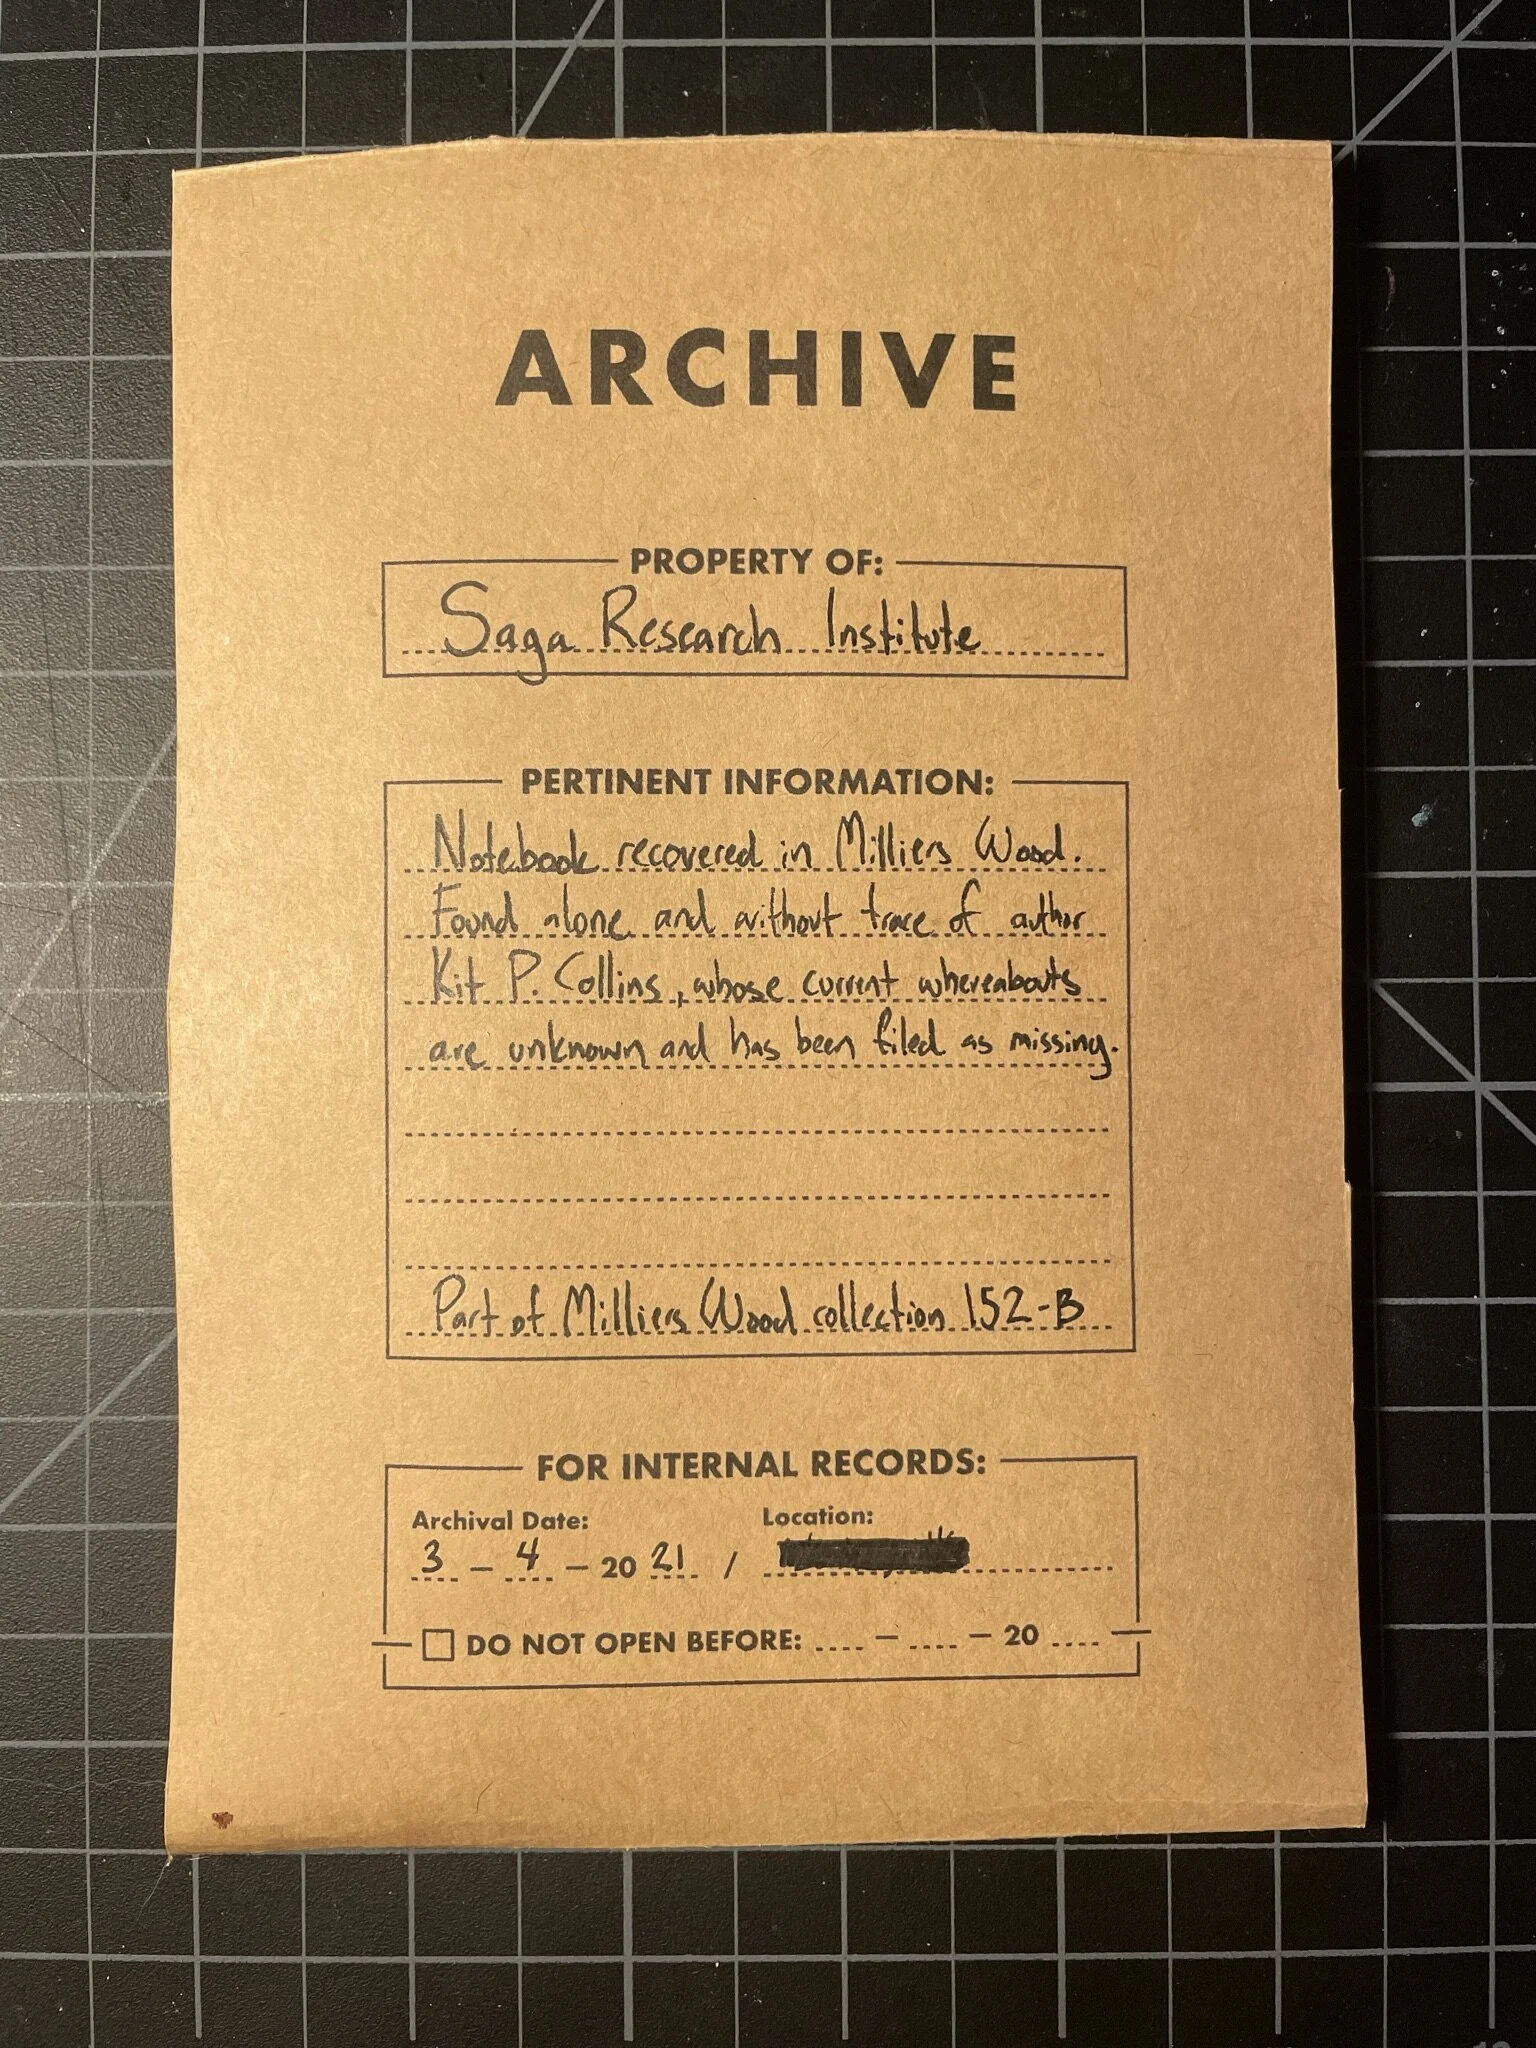 ARCHIVE
PROPERTY OF:
Saga Research Institute
PERTINENT INFORMATION:
Notebook recovered in Milliers Wood.
Found alone and without trace of author
Kit P. Collins, whose current whereabouts
are unknown and has been filed as missing.
Part of Milliers Wood collection 152-B
FOR INTERNAL RECORDS:
Archival Date: Location:
3 - 4 - 20 21 /
DO NOT OPEN BEFORE: .... - .... - 20 ....